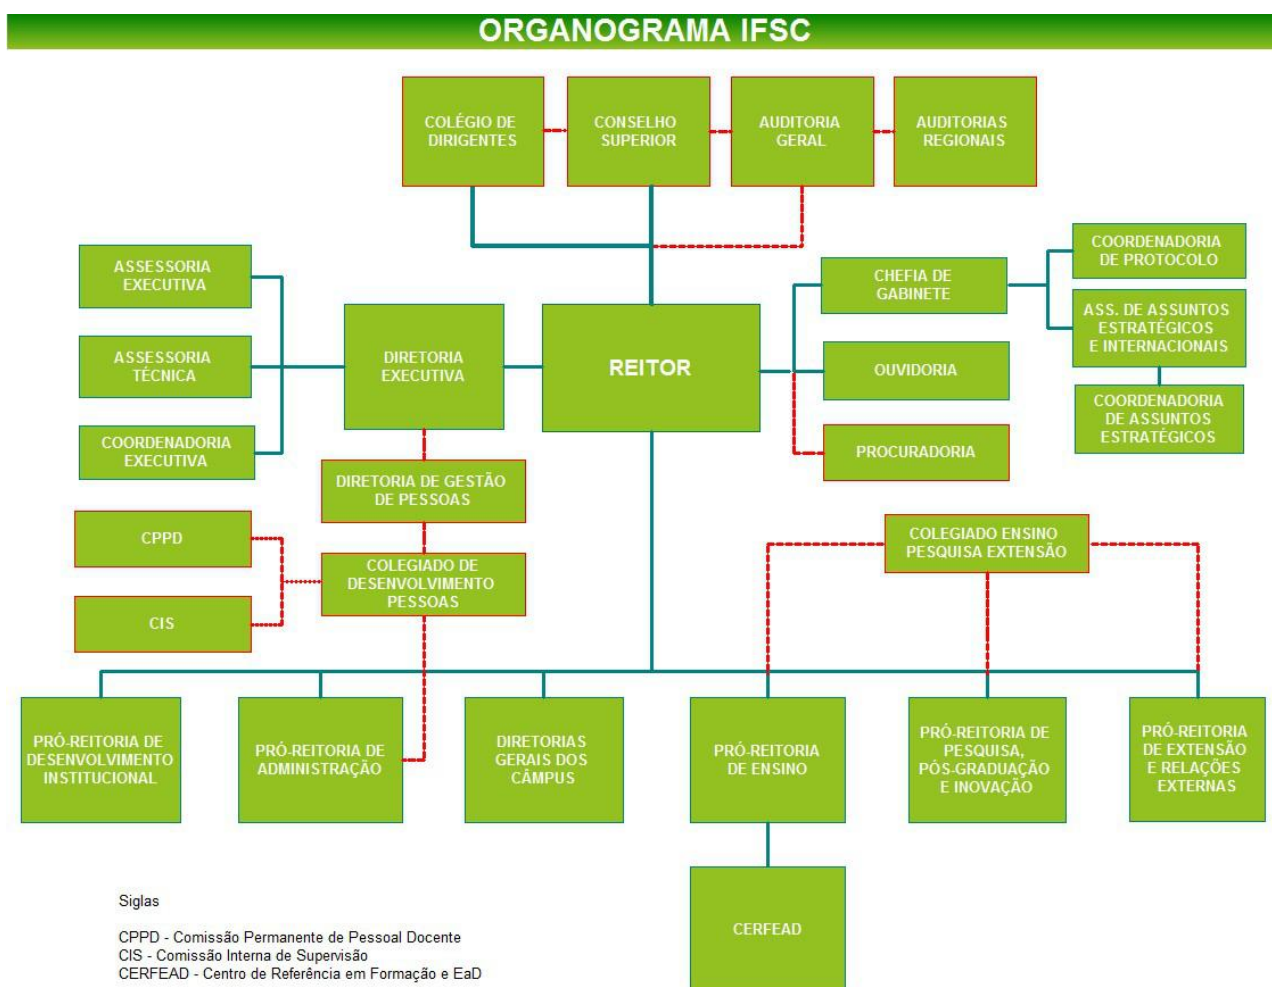 ORGANOGRAMA IFSC
COLÉGIO DE
DIRIGENTES
CONSELHO
SUPERIOR
AUDITORIA
GERAL
AUDITORIAS
REGIONAIS
ASSESSORIA
EXECUTIVA
ASSESSORIA
TÉCNICA
COORDENADORIA
EXECUTIVA
DIRETORIA
EXECUTIVA
REITOR
CHEFIA DE
GABINETE
OUVIDORIA
PROCURADORIA
COORDENADORIA
DE PROTOCOLO
ASS. DE ASSUNTOS
ESTRATÉGICOS
E INTERNACIONAIS
COORDENADORIA
DE ASSUNTOS
ESTRATÉGICOS
DIRETORIA DE GESTÃO
DE PESSOAS
CPPD
CIS
COLEGIADO DE
DESENVOLVIMENTO
PESSOAS
COLEGIADO ENSINO
PESQUISA EXTENSÃO
PRÓ-REITORIA DE
DESENVOLVIMENTO
INSTITUCIONAL
PRÓ-REITORIA DE
ADMINISTRAÇÃO
DIRETORIAS
GERAIS DOS
CÂMPUS
PRÓ-REITORIA
DE ENSINO
PRÓ-REITORIA DE
PESQUISA,
PÓS-GRADUAÇÃO
E INOVAÇÃO
PRÓ-REITORIA
DE EXTENSÃO
E RELAÇÕES
EXTERNAS
CERFEAD
Siglas
CPPD - Comissão Permanente de Pessoal Docente
CIS - Comissão Interna de Supervisão
CERFEAD - Centro de Referência em Formação e EaD